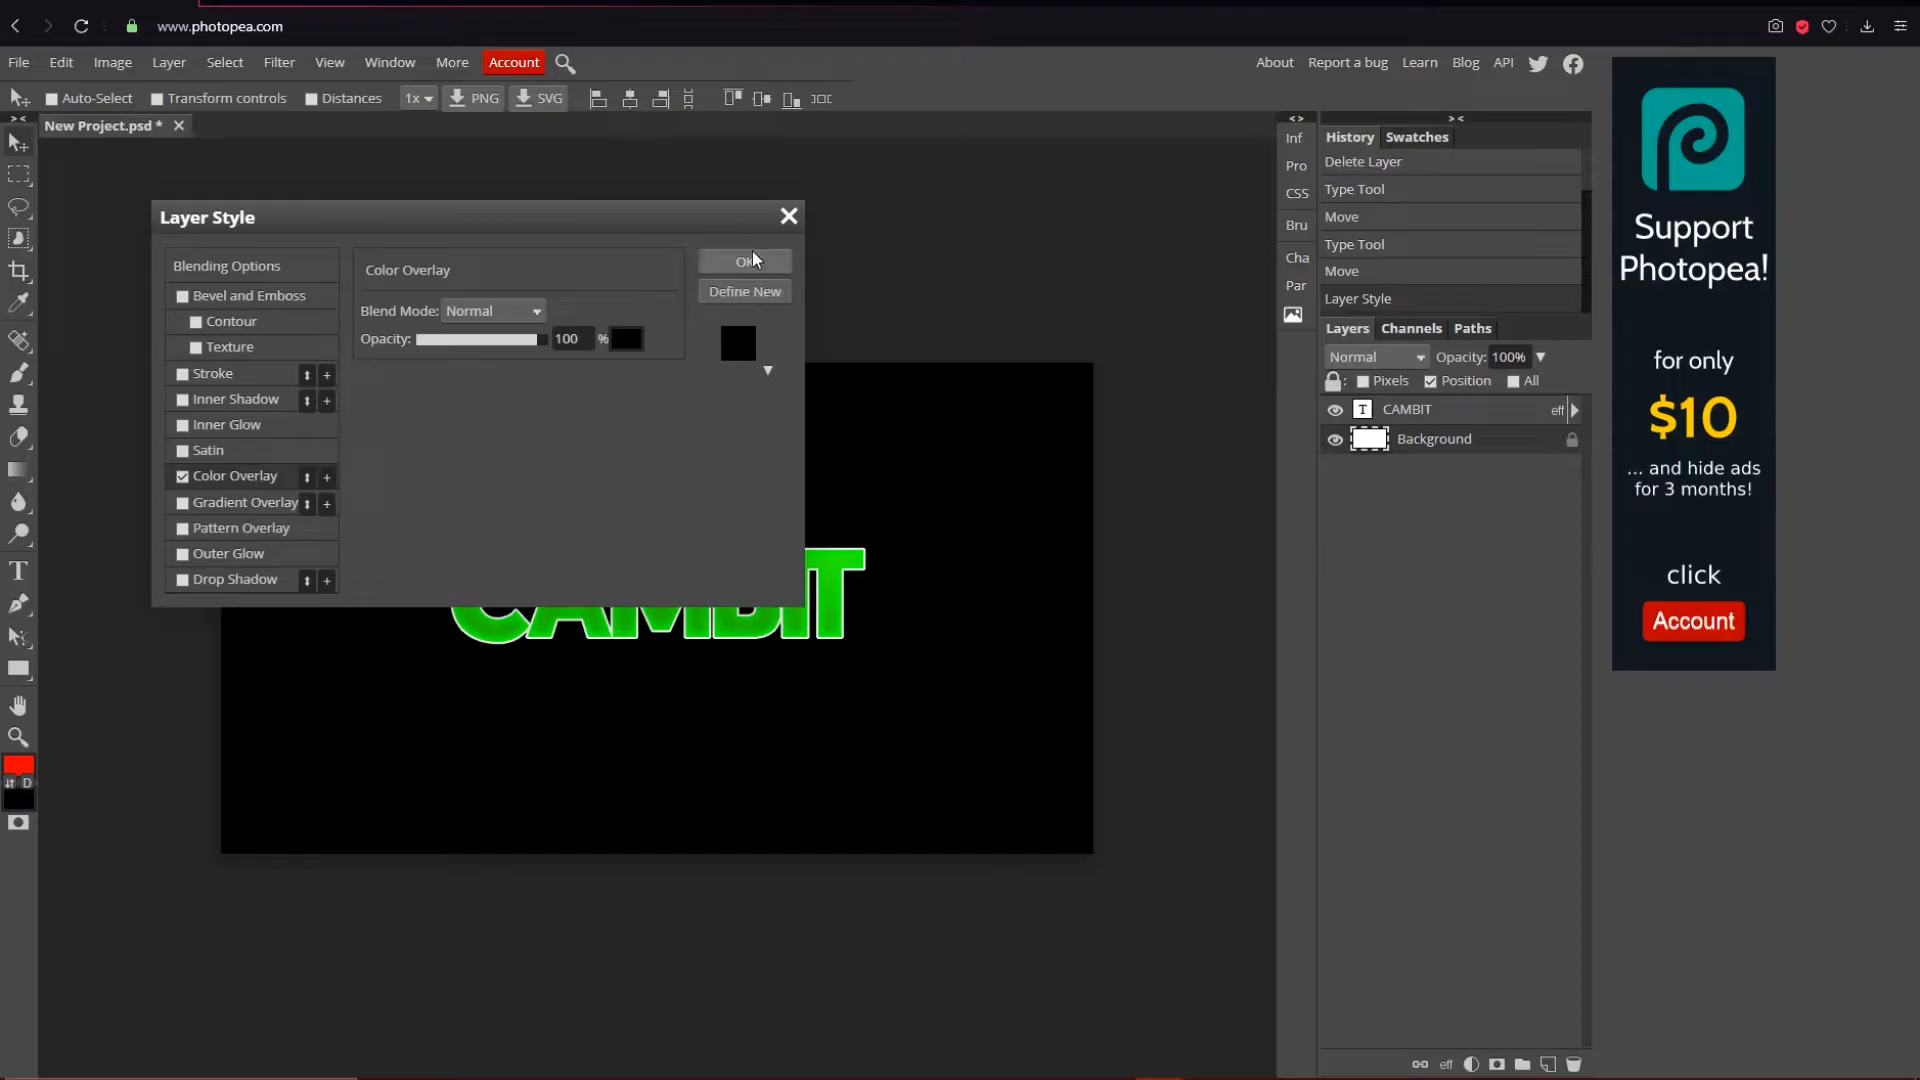 www.photopea.com
File Edit Image Layer Select Filter View Window More Account
About Report a bug Learn Blog API
Auto-Select Transform controls Distances 1x PNG SVG
New Project.psd *
Layer Style
Blending Options
Bevel and Emboss
Contour
Texture
Stroke
Inner Shadow
Inner Glow
Satin
Color Overlay
Gradient Overlay
Pattern Overlay
Outer Glow
Drop Shadow
Color Overlay
Blend Mode: Normal
Opacity: 100 %
OK
Define New
CAMBIT
T
D
Inf
Pro
CSS
Bru
Cha
Par
History Swatches
Delete Layer
Type Tool
Move
Type Tool
Move
Layer Style
Layers Channels Paths
Normal Opacity: 100%
: Pixels Position All
T CAMBIT eff
Background
eff
Support
Photopea!
for only
$10
... and hide ads
for 3 months!
click
Account